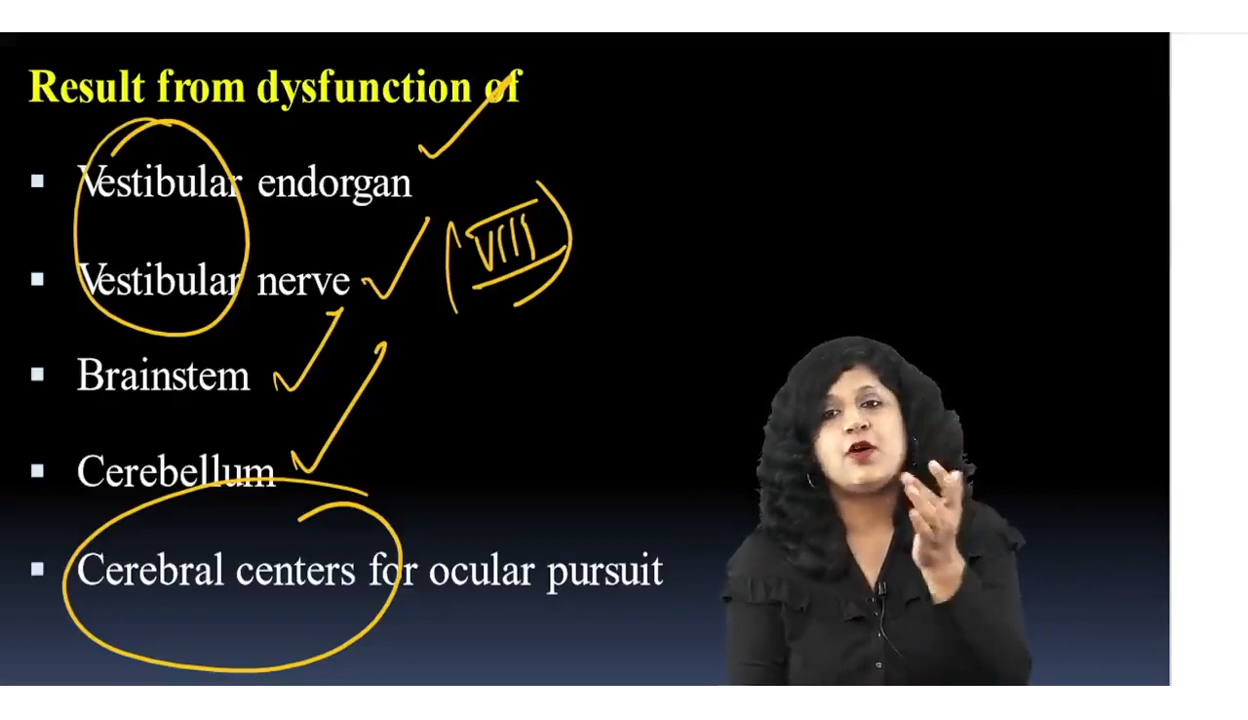 Result from dysfunction of
Vestibular endorgan
Vestibular nerve
VIII
Brainstem
Cerebellum
Cerebral centers for ocular pursuit